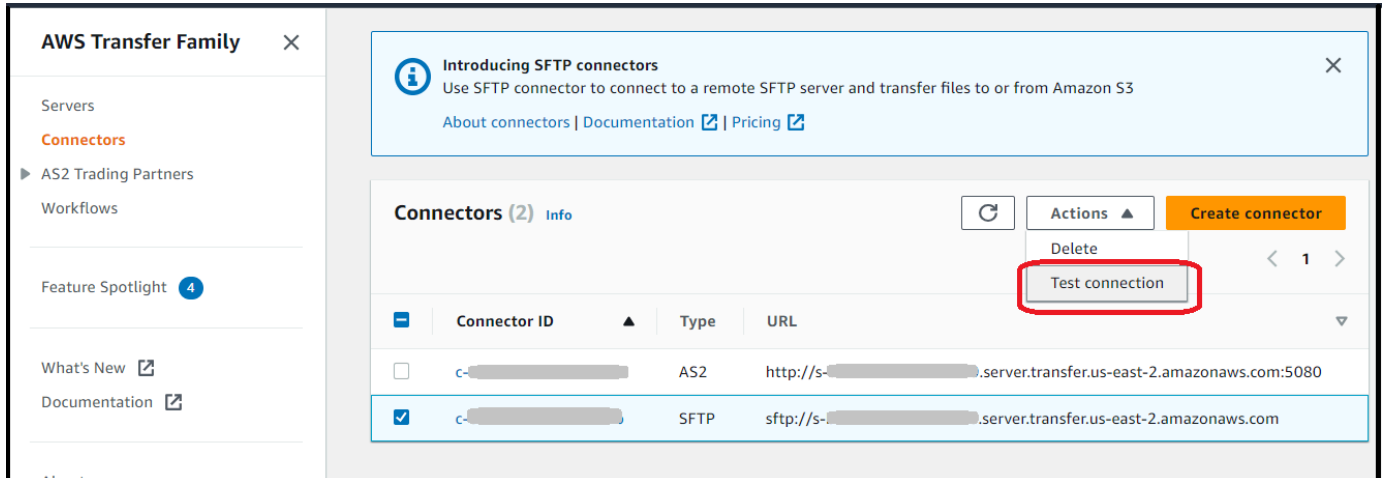 AWS Transfer Family
Servers
Connectors
AS2 Trading Partners
Workflows
Feature Spotlight 4
What's New
Documentation
Introducing SFTP connectors
Use SFTP connector to connect to a remote SFTP server and transfer files to or from Amazon S3
About connectors | Documentation | Pricing
Connectors (2) Info
Actions
Create connector
Delete
Test connection
1
Connector ID Type URL
c- AS2 http://s- .server.transfer.us-east-2.amazonaws.com:5080
c- SFTP sftp://s- .server.transfer.us-east-2.amazonaws.com